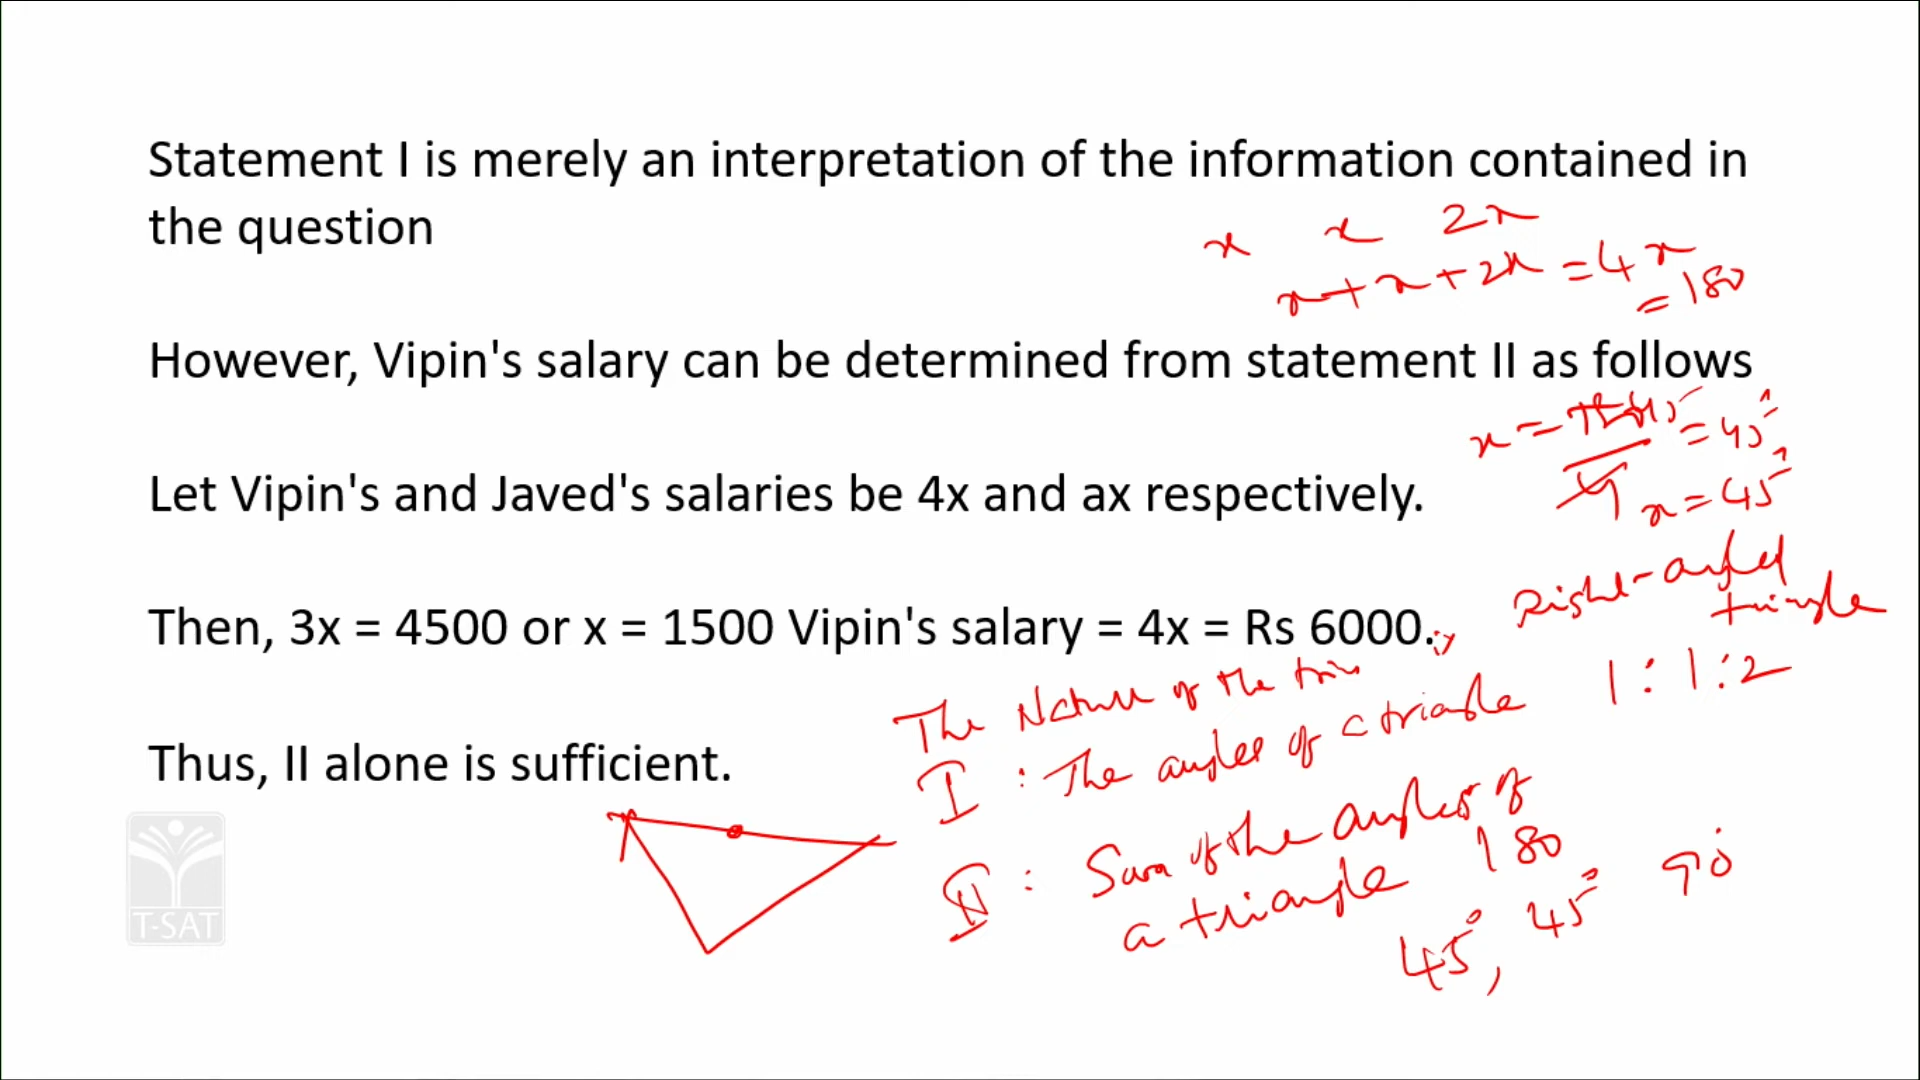 Statement I is merely an interpretation of the information contained in
the question
x x 2x
x+x+2x = 4x
= 180
However, Vipin's salary can be determined from statement II as follows
x = = 45°
x = 45°
Let Vipin's and Javed's salaries be 4x and ax respectively.
Right-angled
triangle
Then, 3x = 4500 or x = 1500 Vipin's salary = 4x = Rs 6000.
The Nature of the
I : The angles of a triangle 1:1:2
Thus, II alone is sufficient.
II : Sum of the angles of
a triangle 180
45°, 45° 90°
T-SAT